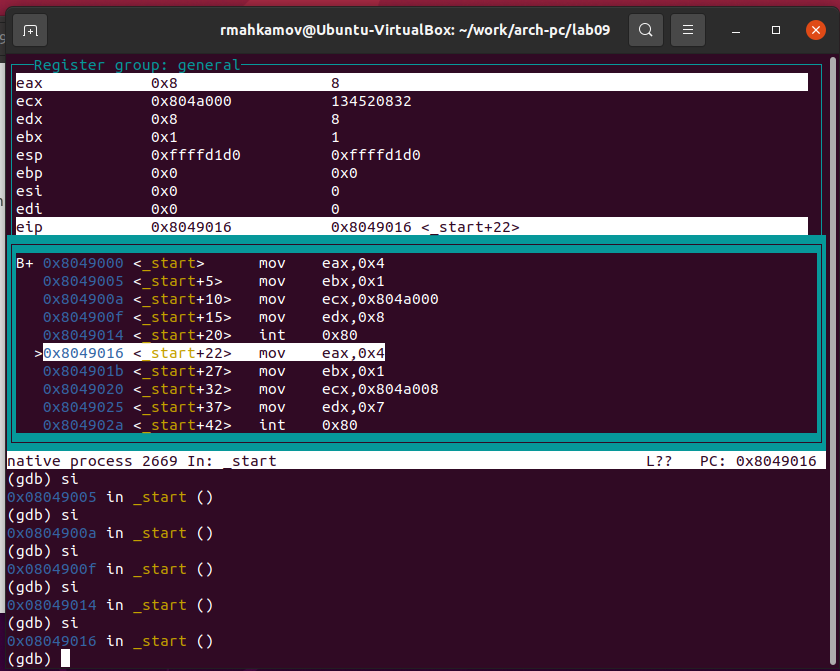 rmahkamov@Ubuntu-VirtualBox: ~/work/arch-pc/lab09
Register group: general
eax 0x8 8
ecx 0x804a000 134520832
edx 0x8 8
ebx 0x1 1
esp 0xffffd1d0 0xffffd1d0
ebp 0x0 0x0
esi 0x0 0
edi 0x0 0
eip 0x8049016 0x8049016 <_start+22>
B+ 0x8049000 <_start> mov eax,0x4
0x8049005 <_start+5> mov ebx,0x1
0x804900a <_start+10> mov ecx,0x804a000
0x804900f <_start+15> mov edx,0x8
0x8049014 <_start+20> int 0x80
>0x8049016 <_start+22> mov eax,0x4
0x804901b <_start+27> mov ebx,0x1
0x8049020 <_start+32> mov ecx,0x804a008
0x8049025 <_start+37> mov edx,0x7
0x804902a <_start+42> int 0x80
native process 2669 In: _start L?? PC: 0x8049016
(gdb) si
0x08049005 in _start ()
(gdb) si
0x0804900a in _start ()
(gdb) si
0x0804900f in _start ()
(gdb) si
0x08049014 in _start ()
(gdb) si
0x08049016 in _start ()
(gdb)